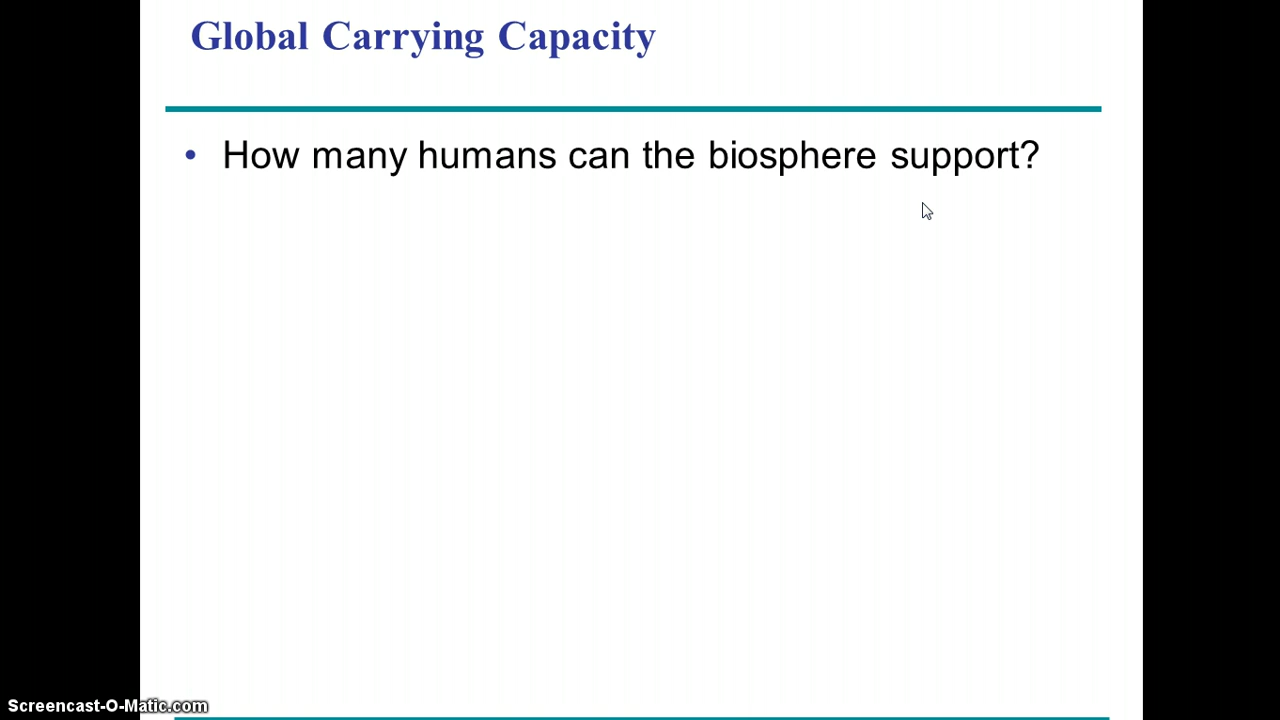 Global Carrying Capacity
• How many humans can the biosphere support?
Screencast-O-Matic.com